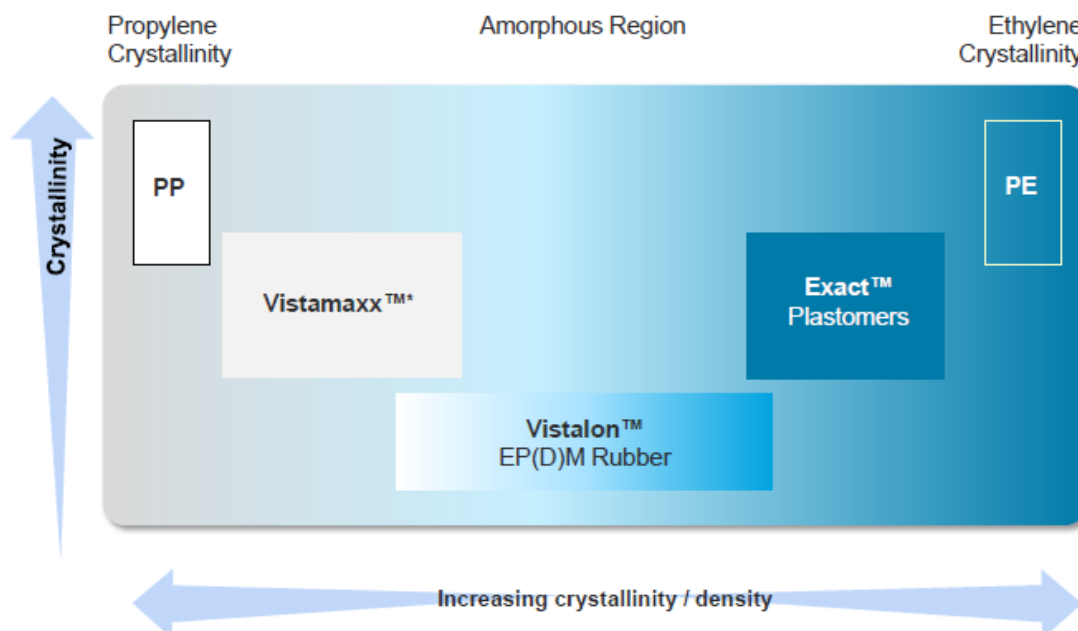 Propylene
Crystallinity
Amorphous Region
Ethylene
Crystallinity
Crystallinity
PP
PE
Vistamaxx™*
Exact™
Plastomers
Vistalon™
EP(D)M Rubber
Increasing crystallinity / density